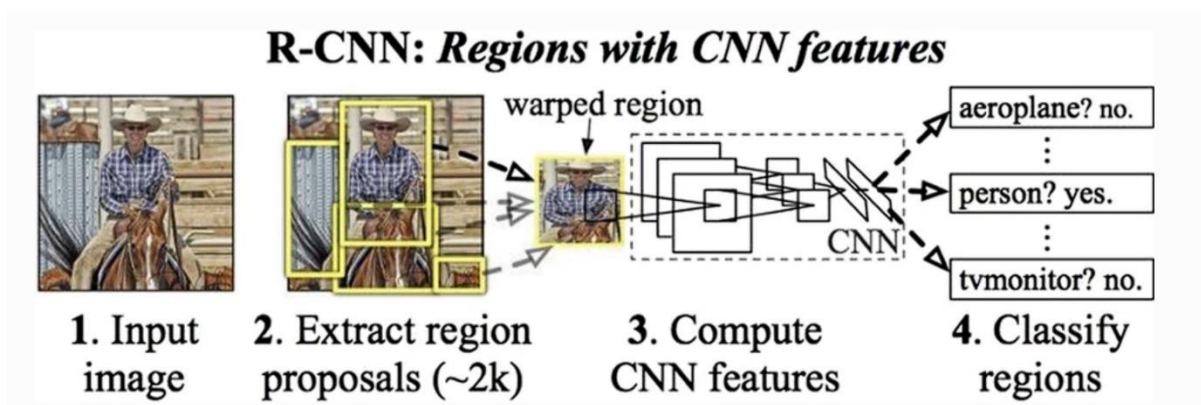 R-CNN: Regions with CNN features
warped region
aeroplane? no.
person? yes.
CNN
tvmonitor? no.
1. Input
image
2. Extract region
proposals (~2k)
3. Compute
CNN features
4. Classify
regions